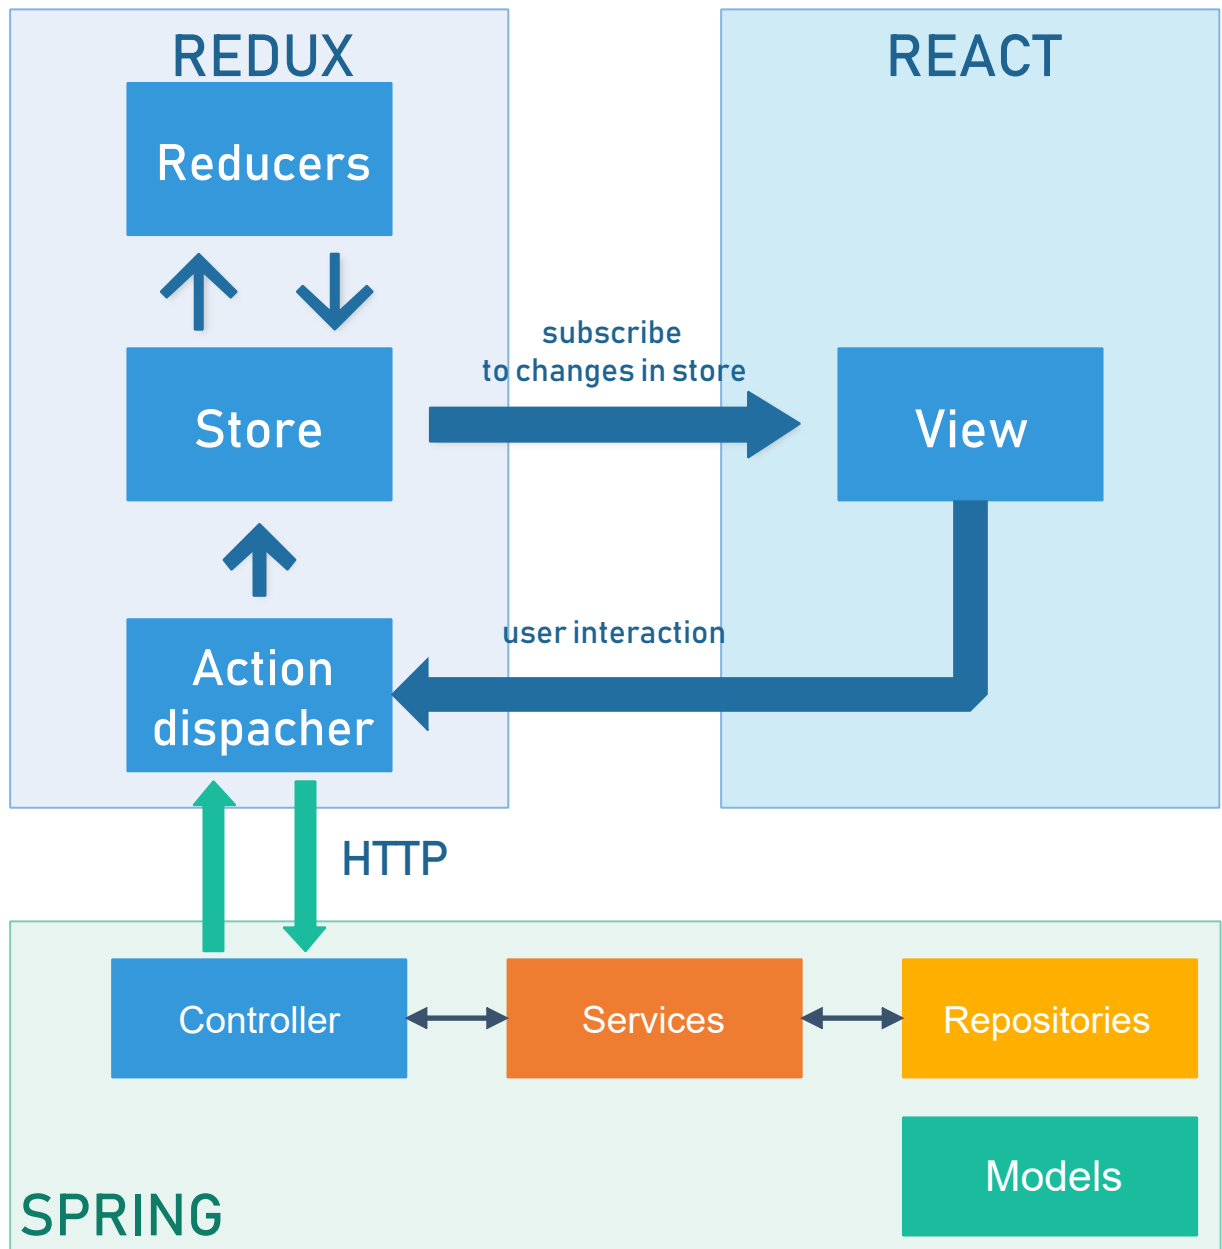 REDUX
REACT
Reducers
subscribe
to changes in store
Store
View
user interaction
Action
dispacher
HTTP
Controller
Services
Repositories
Models
SPRING